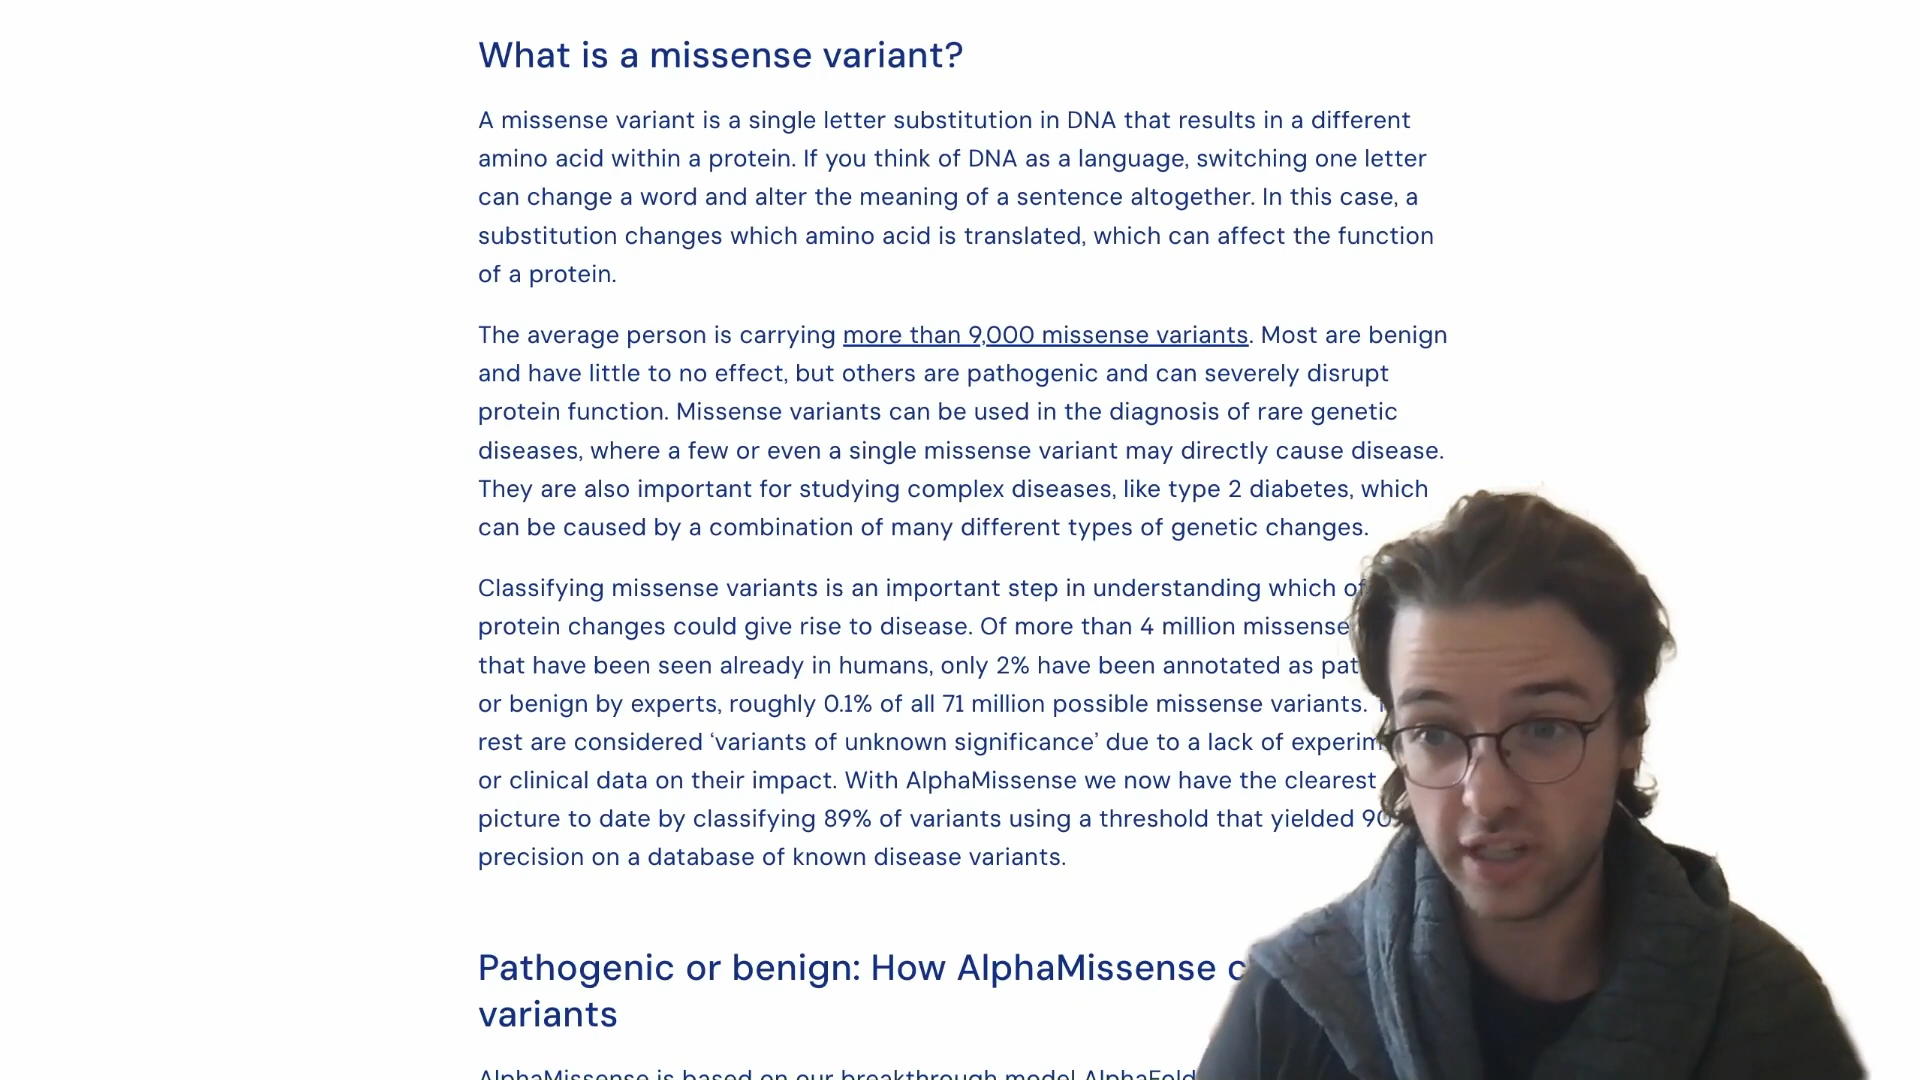 What is a missense variant?
A missense variant is a single letter substitution in DNA that results in a different
amino acid within a protein. If you think of DNA as a language, switching one letter
can change a word and alter the meaning of a sentence altogether. In this case, a
substitution changes which amino acid is translated, which can affect the function
of a protein.
The average person is carrying more than 9,000 missense variants. Most are benign
and have little to no effect, but others are pathogenic and can severely disrupt
protein function. Missense variants can be used in the diagnosis of rare genetic
diseases, where a few or even a single missense variant may directly cause disease.
They are also important for studying complex diseases, like type 2 diabetes, which
can be caused by a combination of many different types of genetic changes.
Classifying missense variants is an important step in understanding which of
protein changes could give rise to disease. Of more than 4 million missense
that have been seen already in humans, only 2% have been annotated as
or benign by experts, roughly 0.1% of all 71 million possible missense variants.
rest are considered ‘variants of unknown significance’ due to a lack of
or clinical data on their impact. With AlphaMissense we now have the clearest
picture to date by classifying 89% of variants using a threshold that yielded 90
precision on a database of known disease variants.
Pathogenic or benign: How AlphaMissense
variants
AlphaMissense is based on our breakthrough model AlphaFold